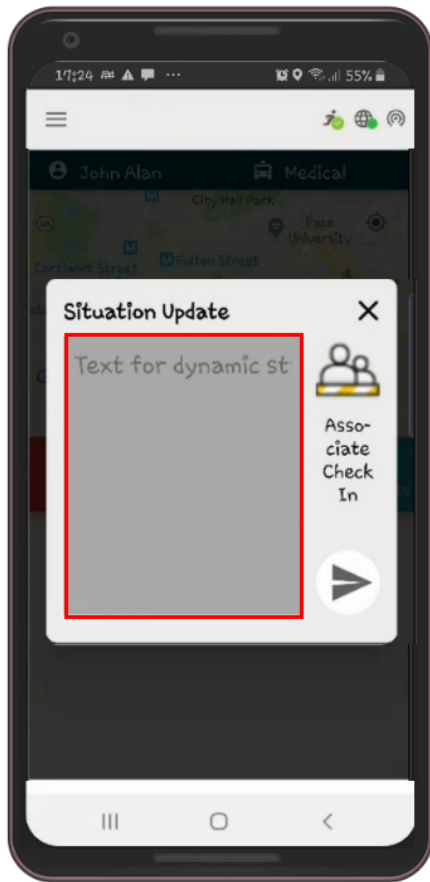 17:24 ... 55%
John Alan Medical
City Hall Park
Pace
University
Cortlandt Street
M Fulton Street
Situation Update
Text for dynamic st
Asso-
ciate
Check
In